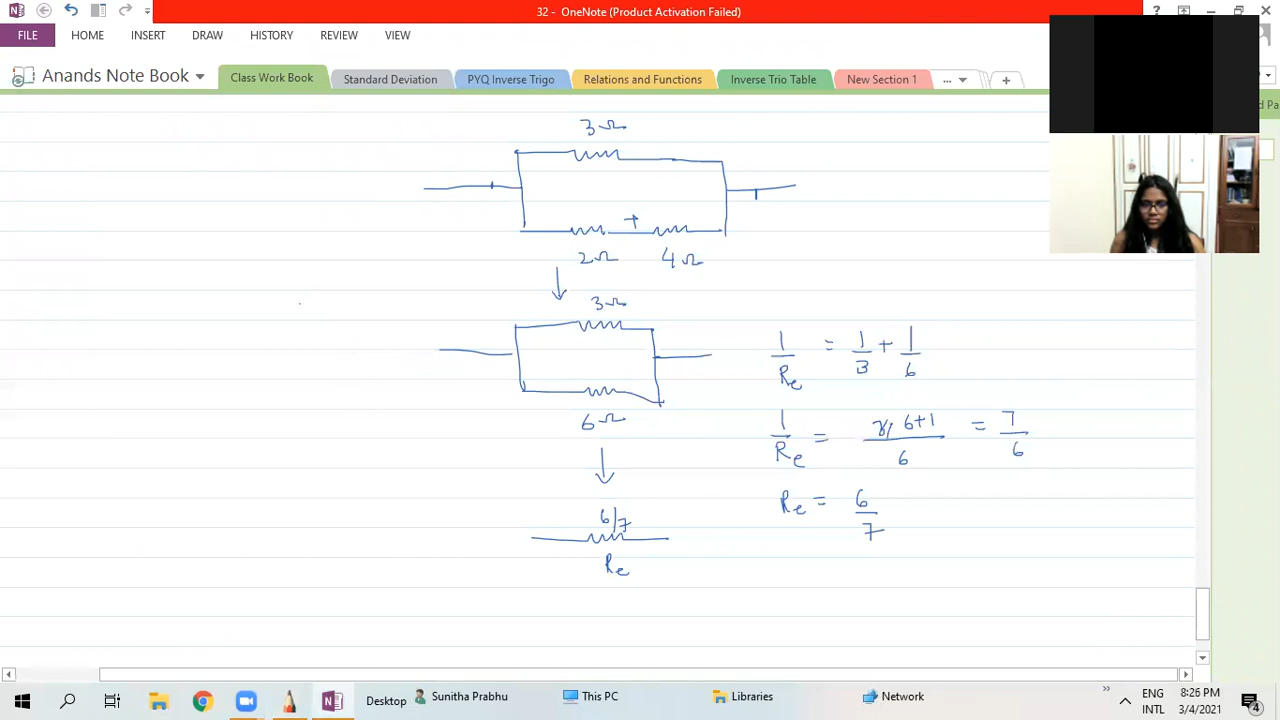 32 - OneNote (Product Activation Failed)
FILE HOME INSERT DRAW HISTORY REVIEW VIEW
Anands Note Book Class Work Book Standard Deviation PYQ Inverse Trigo Relations and Functions Inverse Trio Table New Section 1 ...
d Pa
3Ω
+
2Ω 4Ω
3Ω
6Ω
1/Re = 1/3 + 1/6
1/Re = 6+1/6 = 7/6
Re = 6/7
6/7
Re
Desktop Sunitha Prabhu This PC Libraries Network
ENG 8:26 PM
INTL 3/4/2021
4